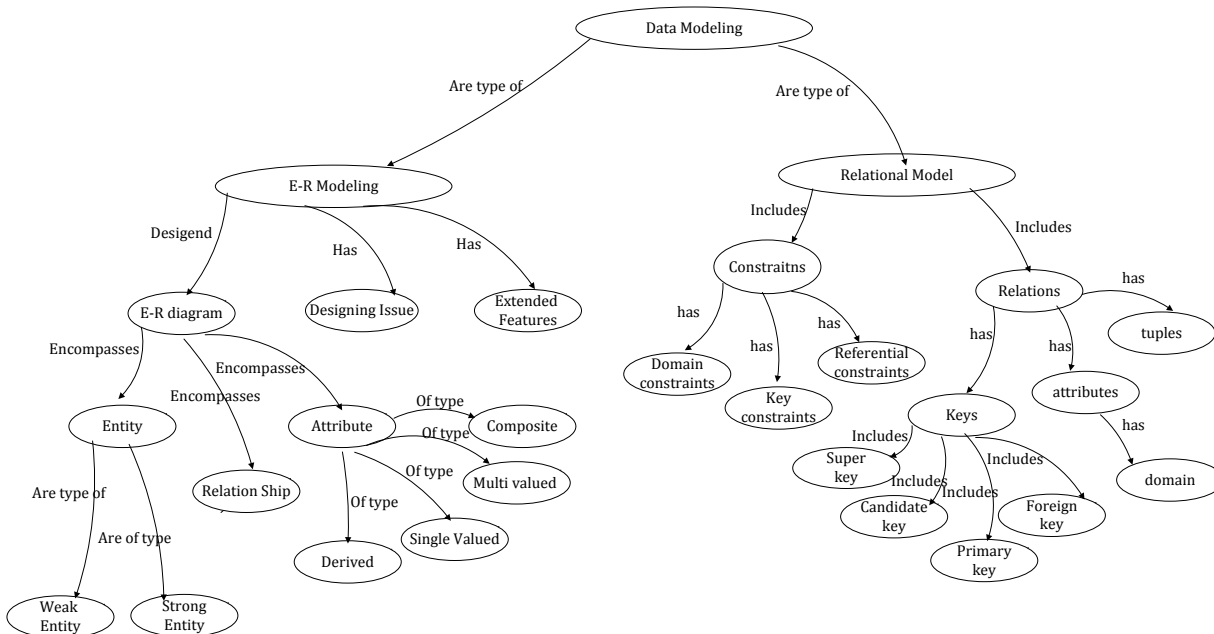 Data Modeling
Are type of
Are type of
E-R Modeling
Relational Model
Desigend
Has
Has
Includes
Includes
E-R diagram
Designing Issue
Extended
Features
Constraitns
Relations
has
tuples
Encompasses
Encompasses
Encompasses
has
has
has
Domain
constraints
Key
constraints
Referential constraints
has
has
attributes
has
domain
Entity
Relation Ship
Attribute
Of type
Composite
Of type
Multi valued
Of type
Single Valued
Of type
Derived
Keys
Includes
Super
key
Includes
Candidate
key
Includes
Primary
key
Includes
Foreign
key
Are type of
Are of type
Weak
Entity
Strong
Entity